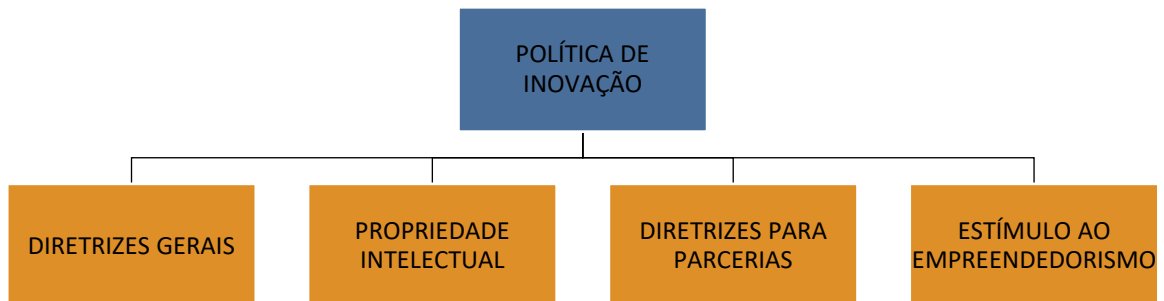 POLÍTICA DE
INOVAÇÃO
DIRETRIZES GERAIS
PROPRIEDADE
INTELECTUAL
DIRETRIZES PARA
PARCERIAS
ESTÍMULO AO
EMPREENDEDORISMO